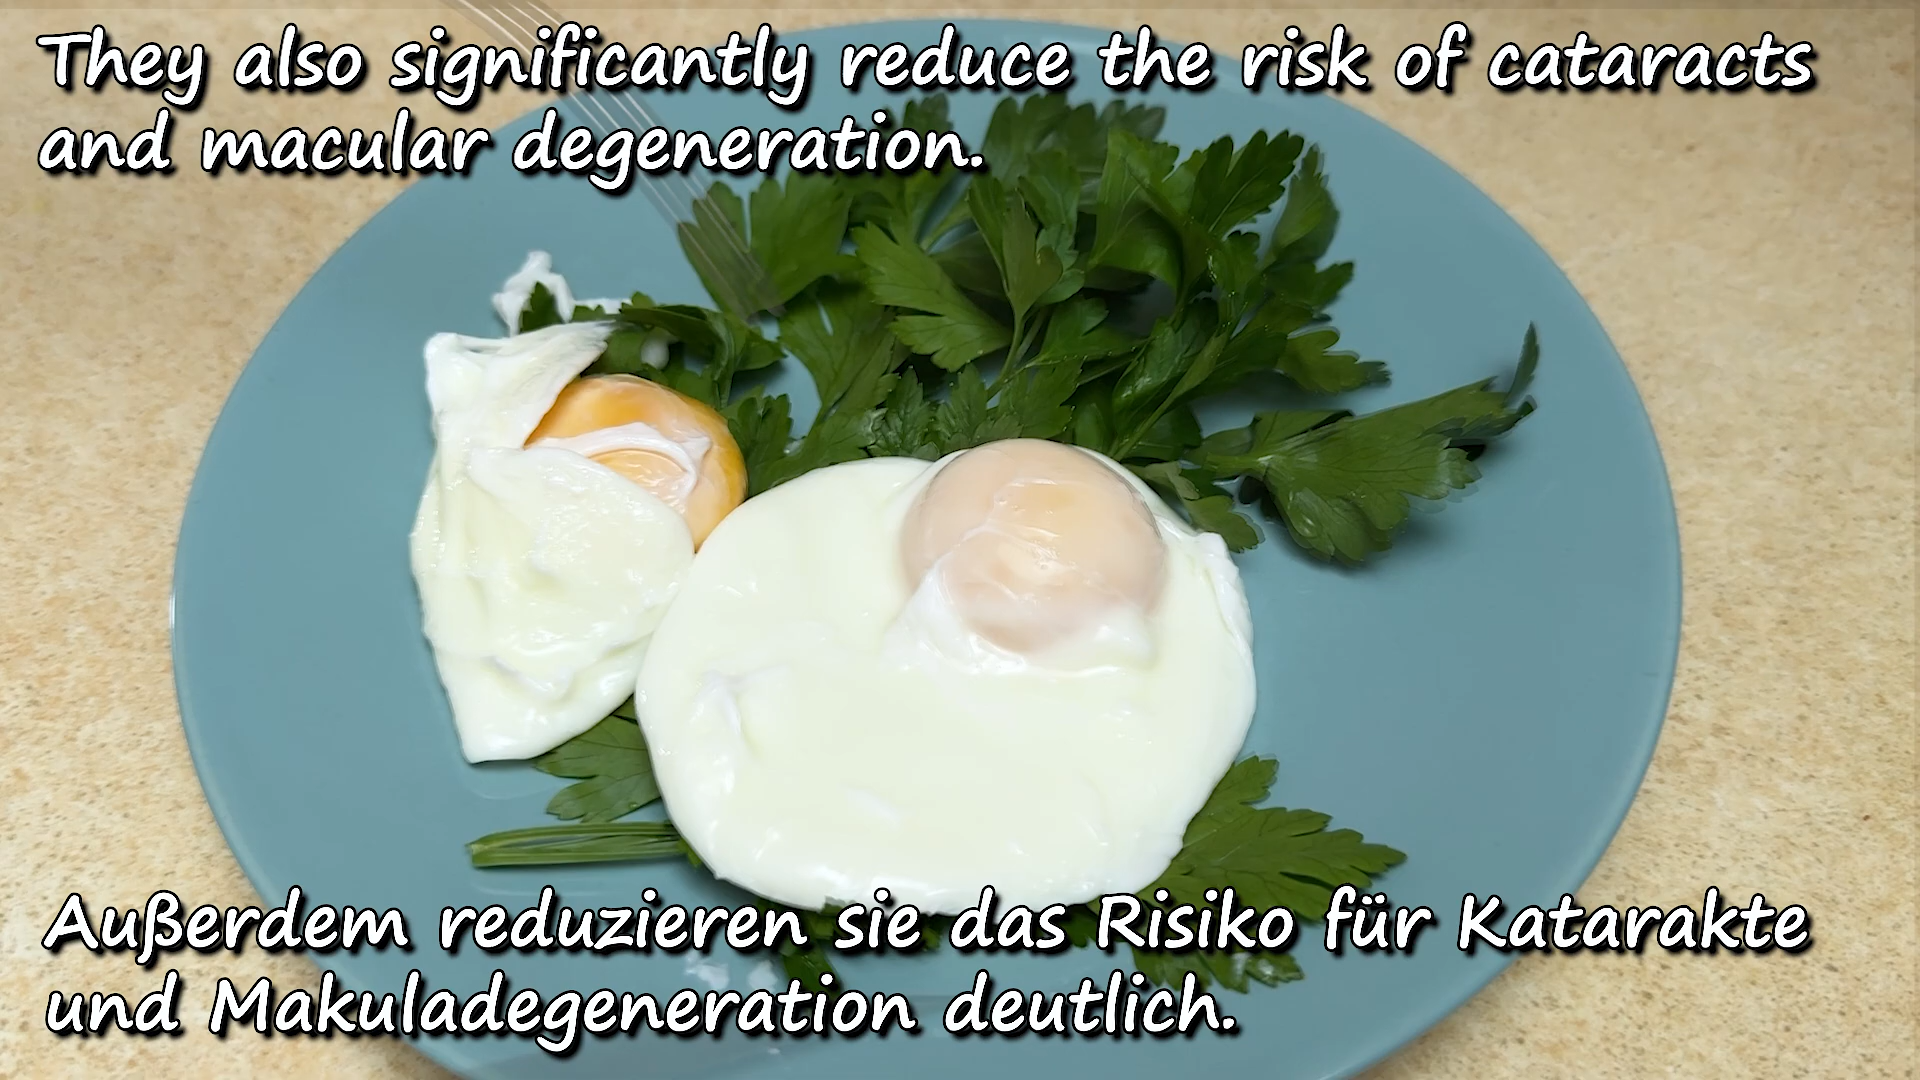 They also significantly reduce the risk of cataracts
and macular degeneration.
Außerdem reduzieren sie das Risiko für Katarakte
und Makuladegeneration deutlich.